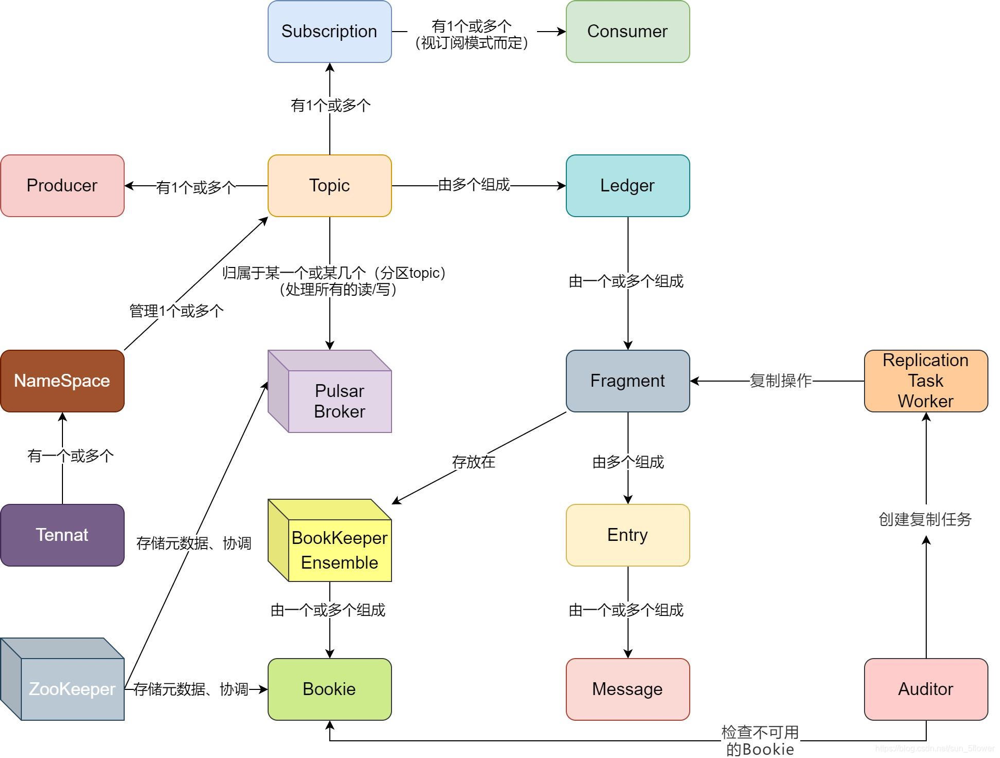 Subscription
有1个或多个
（视订阅模式而定）
Consumer
有1个或多个
Producer
有1个或多个
Topic
由多个组成
Ledger
归属于某一个或某几个（分区topic）
（处理所有的读/写）
由一个或多个组成
管理1个或多个
NameSpace
Pulsar
Broker
Fragment
复制操作
Replication
Task
Worker
有一个或多个
存放在
由多个组成
Tennat
存储元数据、协调
BookKeeper
Ensemble
Entry
创建复制任务
由一个或多个组成
由一个或多个组成
ZooKeeper
存储元数据、协调
Bookie
Message
Auditor
检查不可用
的Bookie